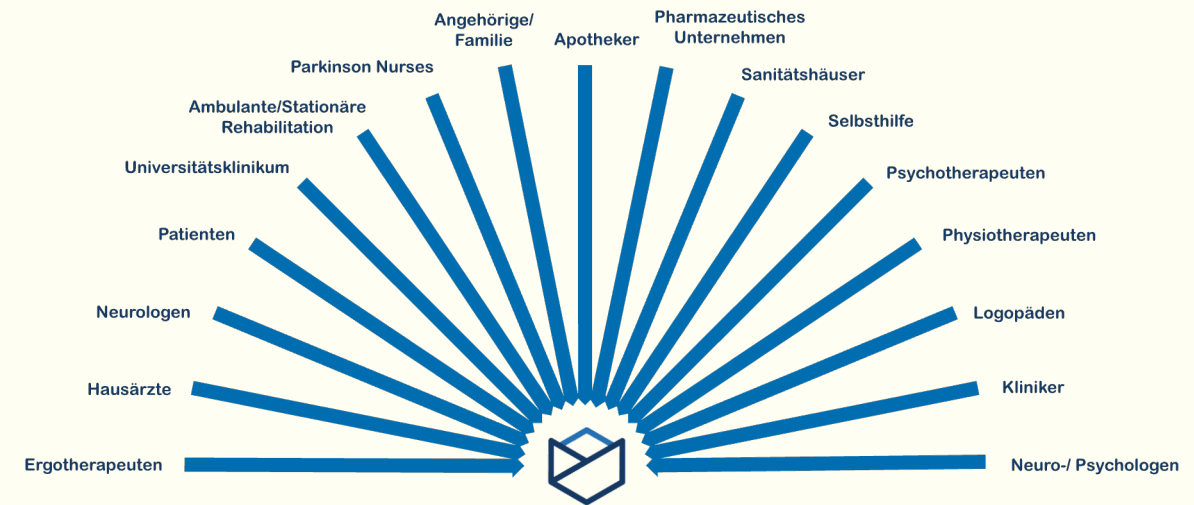 Angehörige/
Familie
Apotheker
Pharmazeutisches
Unternehmen
Parkinson Nurses
Sanitätshäuser
Ambulante/Stationäre
Rehabilitation
Selbsthilfe
Universitätsklinikum
Psychotherapeuten
Patienten
Physiotherapeuten
Neurologen
Logopäden
Hausärzte
Kliniker
Ergotherapeuten
Neuro-/ Psychologen